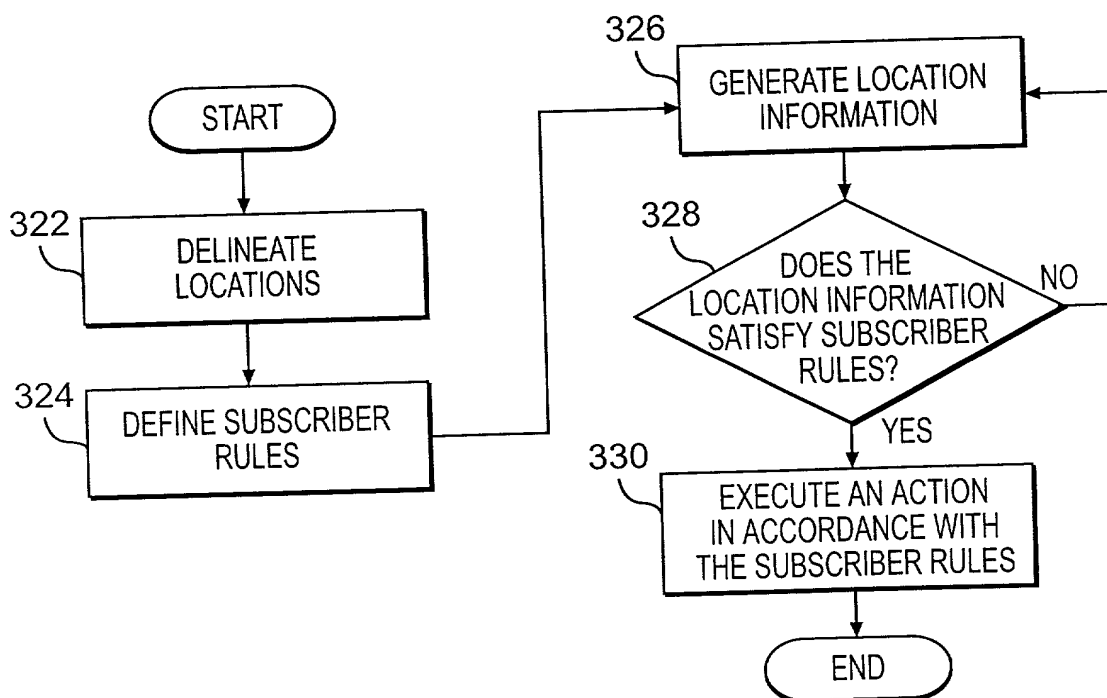 START
322
DELINEATE
LOCATIONS
324
DEFINE SUBSCRIBER
RULES
326
GENERATE LOCATION
INFORMATION
328
DOES THE
LOCATION INFORMATION
SATISFY SUBSCRIBER
RULES?
NO
YES
330
EXECUTE AN ACTION
IN ACCORDANCE WITH
THE SUBSCRIBER RULES
END